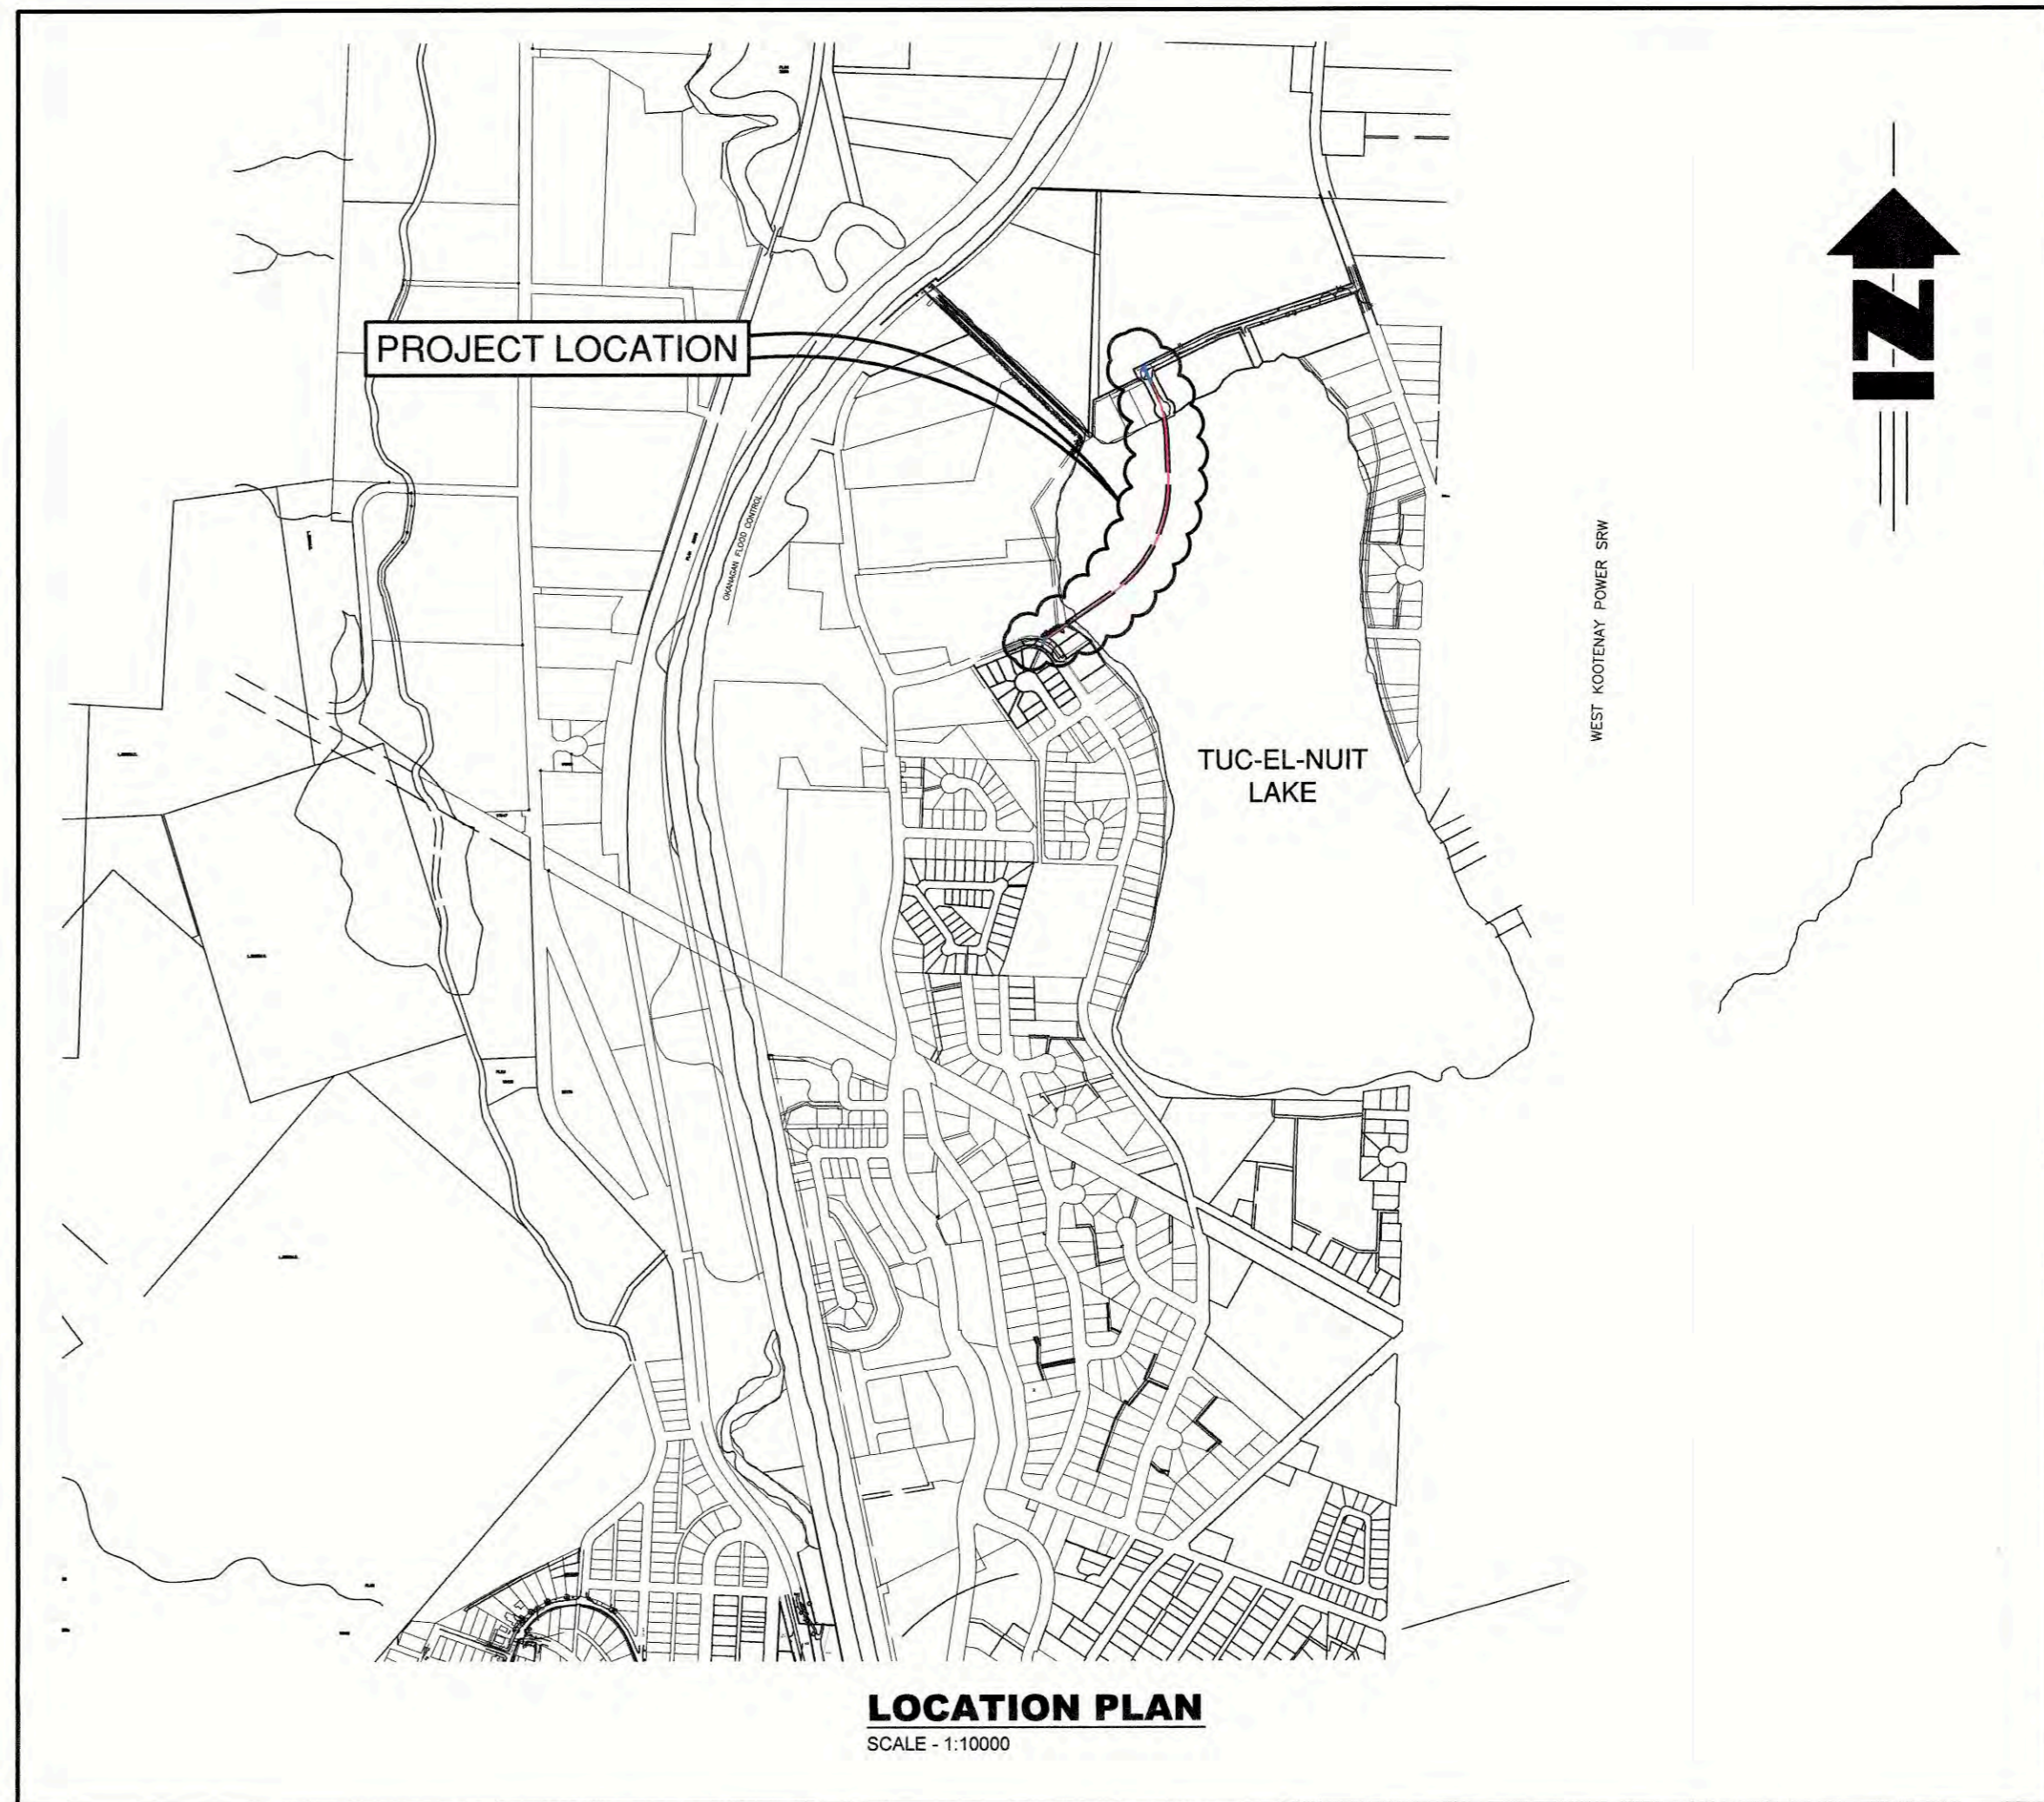 PROJECT LOCATION
N
OKANAGAN FLOOD CONTROL
WEST KOOTENAY POWER SRW
TUC-EL-NUIT
LAKE
LOCATION PLAN
SCALE - 1:10000